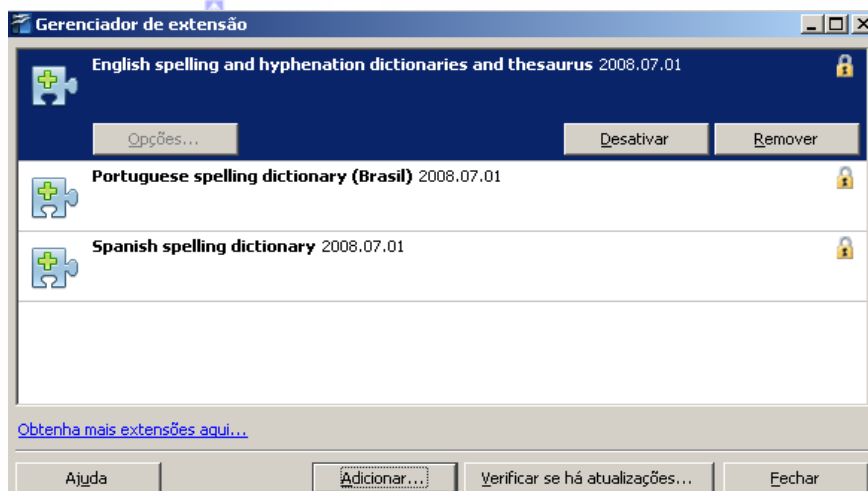 Gerenciador de extensão
English spelling and hyphenation dictionaries and thesaurus 2008.07.01
Opções... Desativar Remover
Portuguese spelling dictionary (Brasil) 2008.07.01
Spanish spelling dictionary 2008.07.01
Obtenha mais extensões aqui...
Ajuda Adicionar... Verificar se há atualizações... Fechar